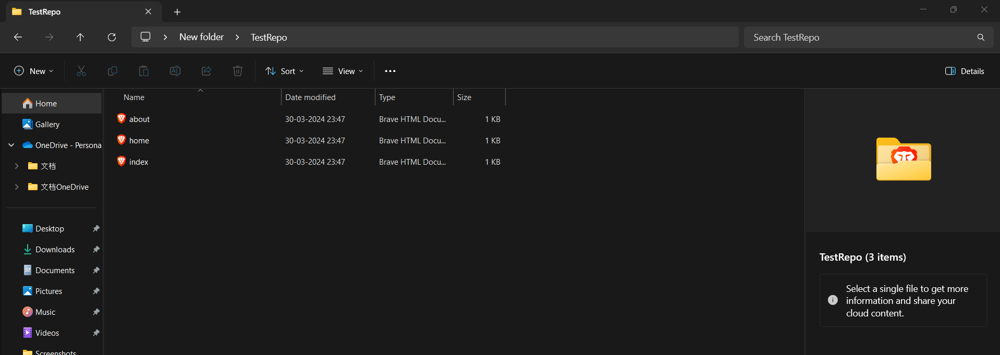 TestRepo
New folder > TestRepo
Search TestRepo
New
Sort
View
Details
Home
Gallery
OneDrive - Persona
文档
文档OneDrive
Desktop
Downloads
Documents
Pictures
Music
Videos
Screenshots
Name Date modified Type Size
about 30-03-2024 23:47 Brave HTML Docu... 1 KB
home 30-03-2024 23:47 Brave HTML Docu... 1 KB
index 30-03-2024 23:47 Brave HTML Docu... 1 KB
TestRepo (3 items)
Select a single file to get more
information and share your
cloud content.